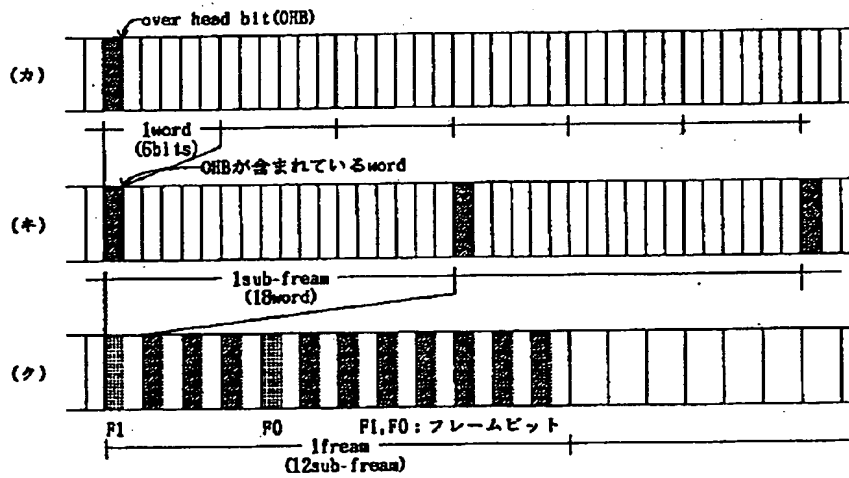 over head bit(OHB)
(カ)
1word
(6bits)
OHBが含まれているword
(キ)
1sub-fream
(18word)
(ク)
F1 F0 F1,F0:フレームビット
1fream
(12sub-fream)